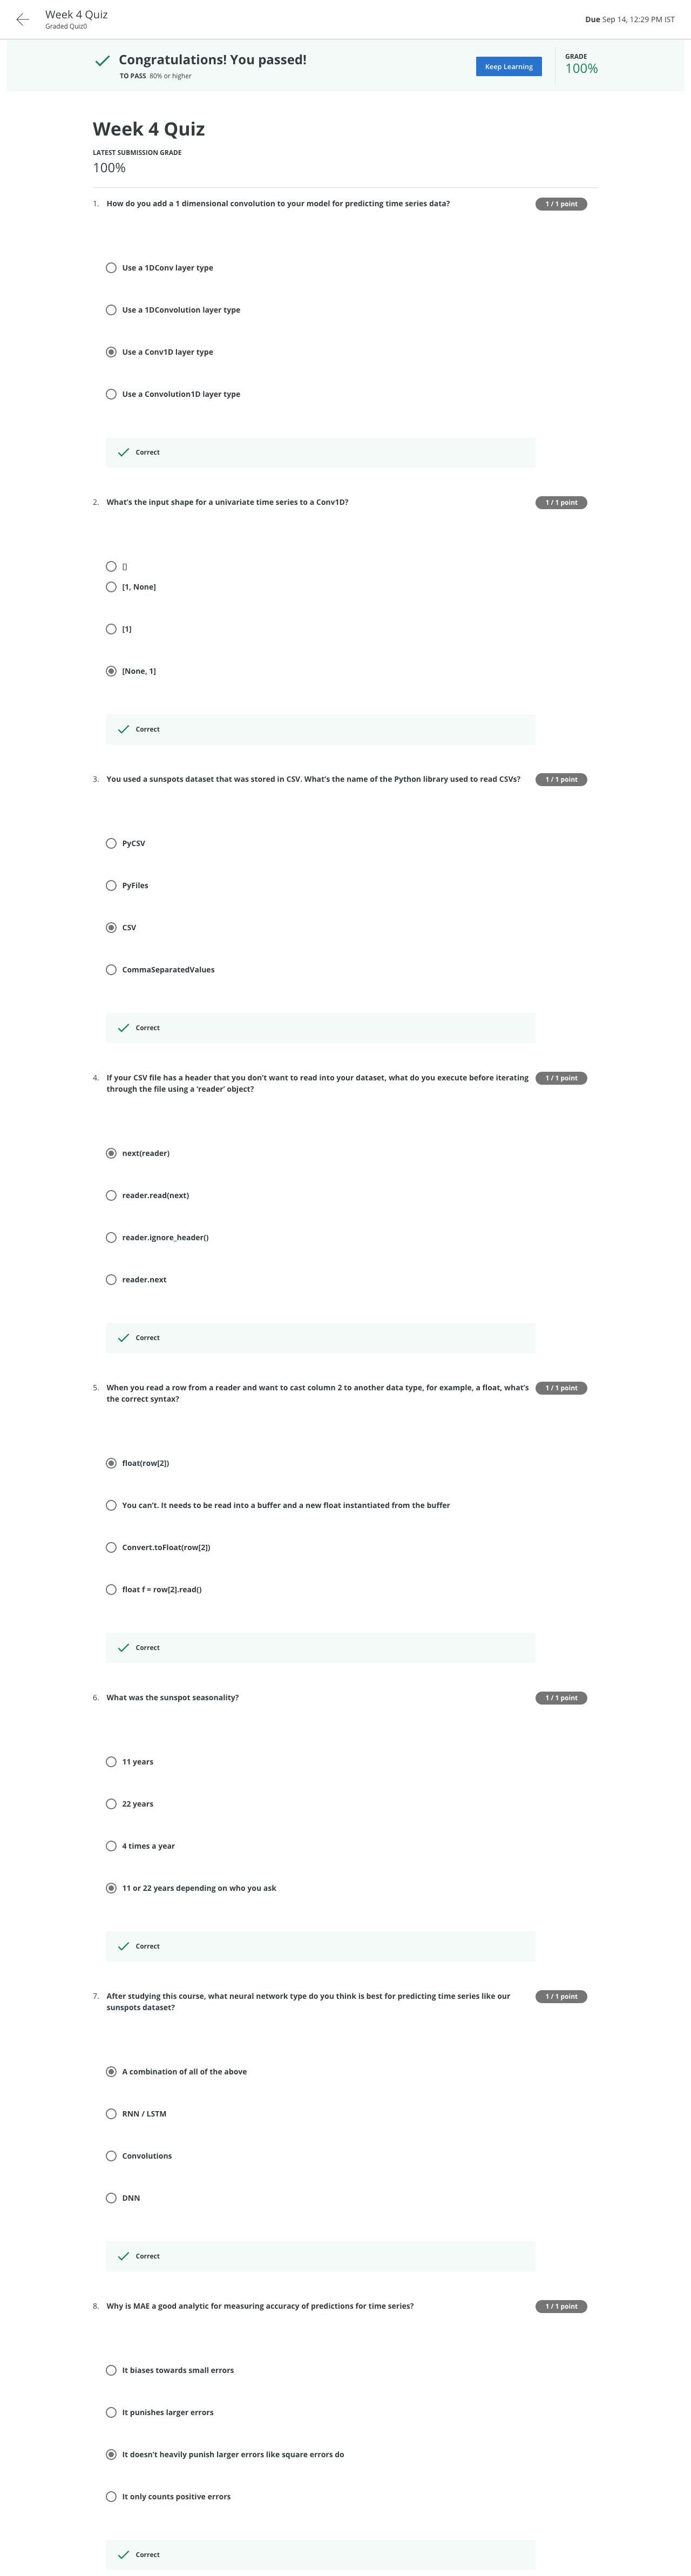 Week 4 Quiz
Graded Quiz0
Due Sep 14, 12:29 PM IST
Congratulations! You passed!
TO PASS 80% or higher
Keep Learning
GRADE
100%
Week 4 Quiz
LATEST SUBMISSION GRADE
100%
1. How do you add a 1 dimensional convolution to your model for predicting time series data?
1 / 1 point
Use a 1DConv layer type
Use a 1DConvolution layer type
Use a Conv1D layer type
Use a Convolution1D layer type
Correct
2. What's the input shape for a univariate time series to a Conv1D?
1 / 1 point
[]
[1, None]
[1]
[None, 1]
Correct
3. You used a sunspots dataset that was stored in CSV. What's the name of the Python library used to read CSVs?
1 / 1 point
PyCSV
PyFiles
CSV
CommaSeparatedValues
Correct
4. If your CSV file has a header that you don't want to read into your dataset, what do you execute before iterating
through the file using a 'reader' object?
1 / 1 point
next(reader)
reader.read(next)
reader.ignore_header()
reader.next
Correct
5. When you read a row from a reader and want to cast column 2 to another data type, for example, a float, what's
the correct syntax?
1 / 1 point
float(row[2])
You can't. It needs to be read into a buffer and a new float instantiated from the buffer
Convert.toFloat(row[2])
float f = row[2].read()
Correct
6. What was the sunspot seasonality?
1 / 1 point
11 years
22 years
4 times a year
11 or 22 years depending on who you ask
Correct
7. After studying this course, what neural network type do you think is best for predicting time series like our
sunspots dataset?
1 / 1 point
A combination of all of the above
RNN / LSTM
Convolutions
DNN
Correct
8. Why is MAE a good analytic for measuring accuracy of predictions for time series?
1 / 1 point
It biases towards small errors
It punishes larger errors
It doesn't heavily punish larger errors like square errors do
It only counts positive errors
Correct